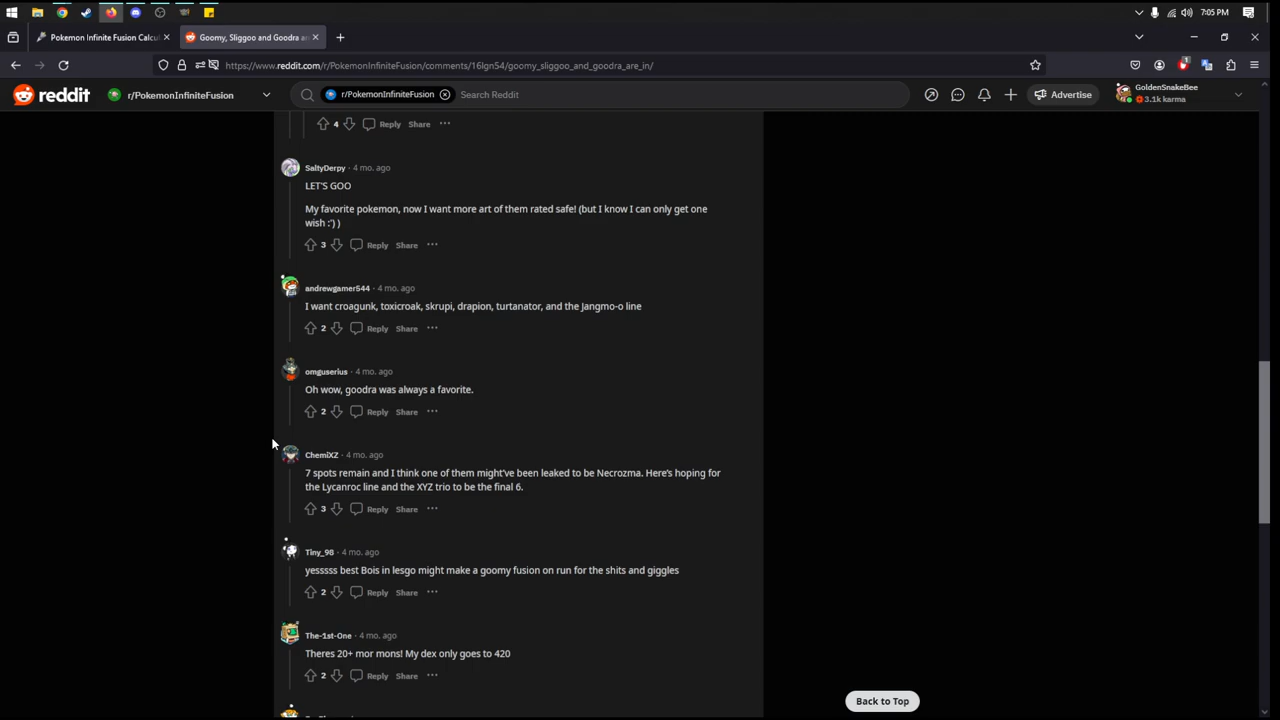 7:05 PM
Pokemon Infinite Fusion Calcul
Goomy, Sliggoo and Goodra a
https://www.reddit.com/r/PokemonInfiniteFusion/comments/16lgn54/goomy_sliggoo_and_goodra_are_in/
reddit
r/PokemonInfiniteFusion
r/PokemonInfiniteFusion
Search Reddit
Advertise
GoldenSnakeBee
3.1k karma
4 Reply Share
SaltyDerpy · 4 mo. ago
LET'S GOO
My favorite pokemon, now I want more art of them rated safe! (but I know I can only get one
wish :') )
3 Reply Share
andrewgamer544 · 4 mo. ago
I want croagunk, toxicroak, skrupi, drapion, turtanator, and the Jangmo-o line
2 Reply Share
omguserius · 4 mo. ago
Oh wow, goodra was always a favorite.
2 Reply Share
ChemiXZ · 4 mo. ago
7 spots remain and I think one of them might've been leaked to be Necrozma. Here's hoping for
the Lycanroc line and the XYZ trio to be the final 6.
3 Reply Share
Tiny_98 · 4 mo. ago
yesssss best Bois in lesgo might make a goomy fusion on run for the shits and giggles
2 Reply Share
The-1st-One · 4 mo. ago
Theres 20+ mor mons! My dex only goes to 420
2 Reply Share
Back to Top